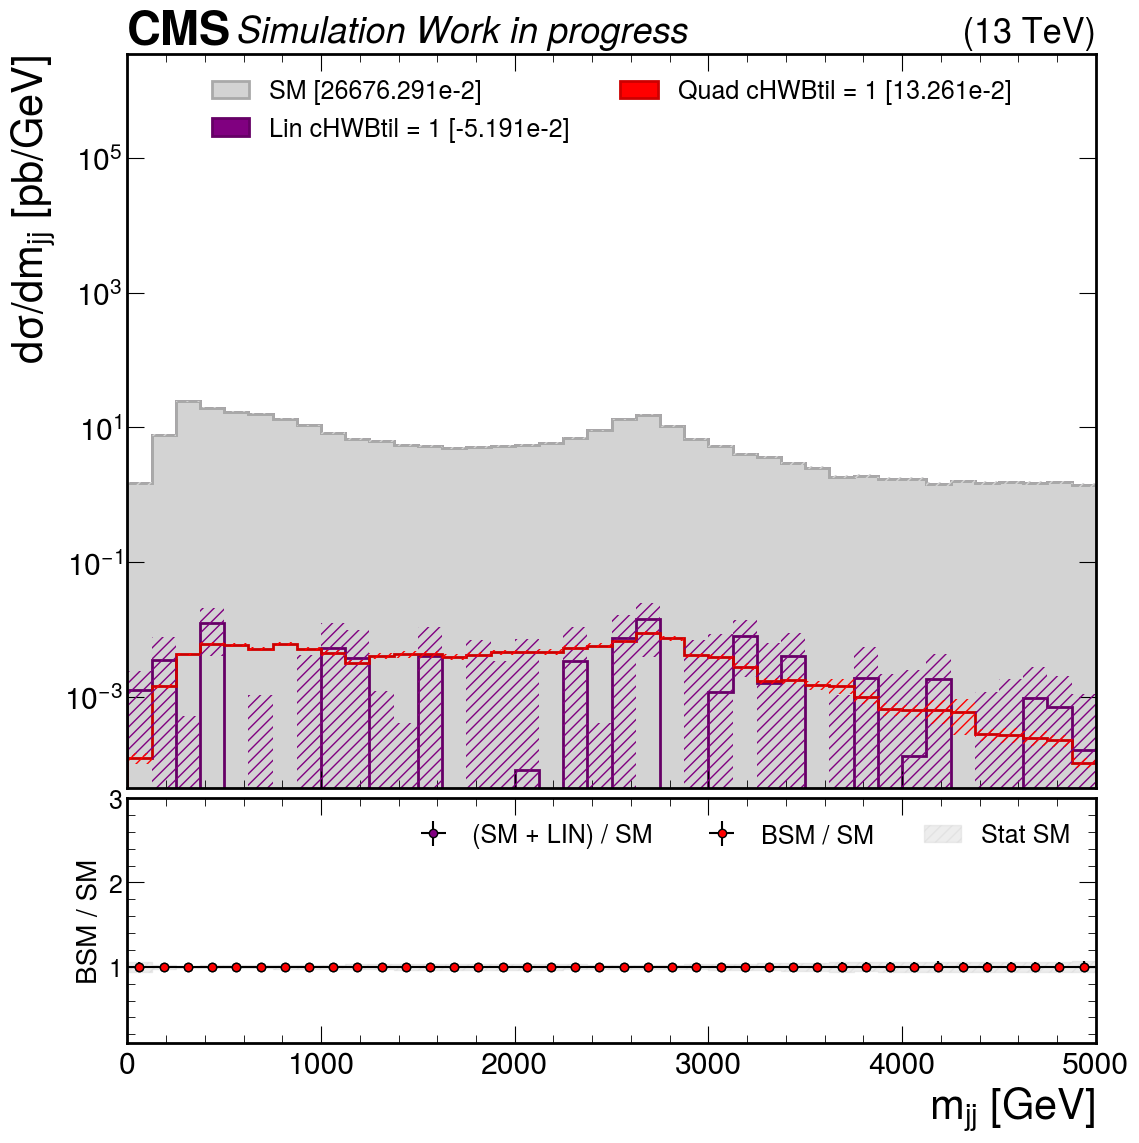 CMS Simulation Work in progress (13 TeV)
dσ/dm_jj [pb/GeV]
SM [26676.291e-2]
Quad cHWBtil = 1 [13.261e-2]
Lin cHWBtil = 1 [-5.191e-2]
10^5
10^3
10^1
10^−1
10^−3
BSM / SM
(SM + LIN) / SM
BSM / SM
Stat SM
3
2
1
0 1000 2000 3000 4000 5000
m_jj [GeV]